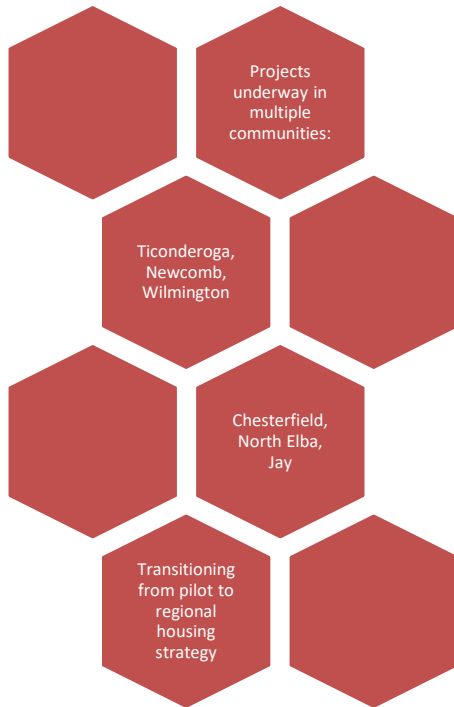 Projects
underway in
multiple
communities:
Ticonderoga,
Newcomb,
Wilmington
Chesterfield,
North Elba,
Jay
Transitioning
from pilot to
regional
housing
strategy